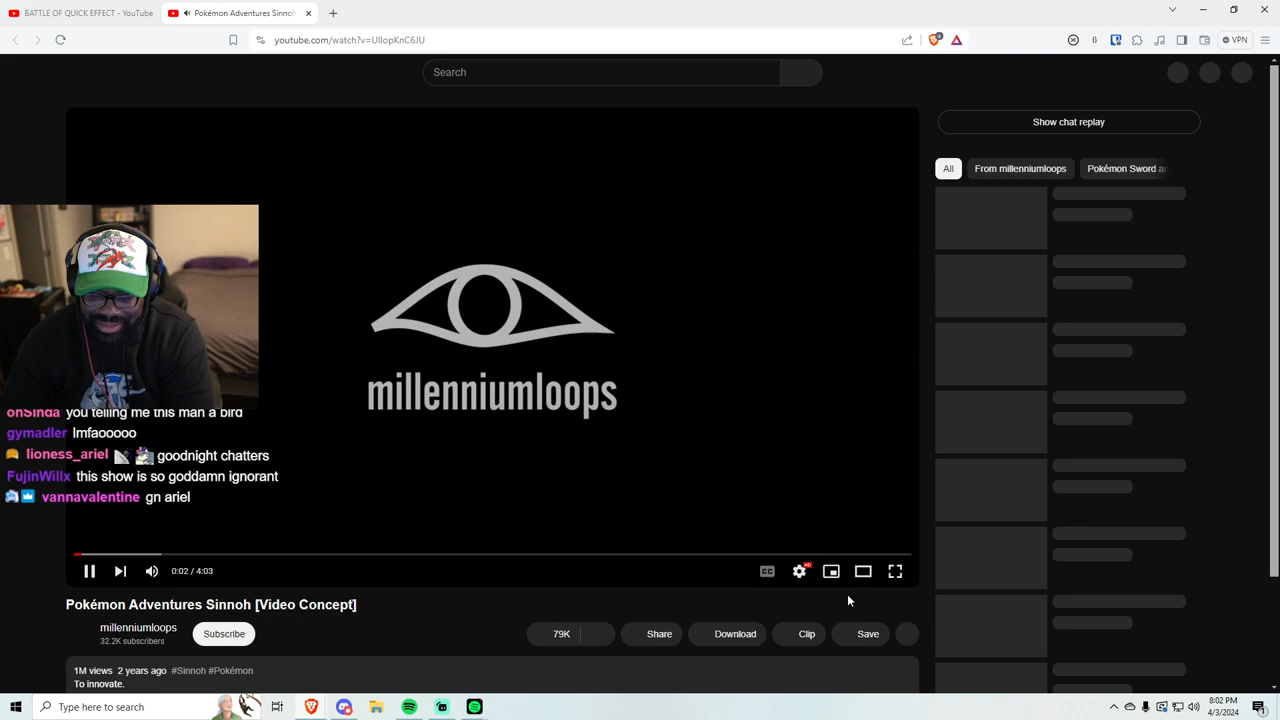 BATTLE OF QUICK EFFECT - YouTube
Pokémon Adventures Sinnoh
youtube.com/watch?v=UIIopKnC6JU
VPN
Search
Show chat replay
All
From millenniumloops
Pokémon Sword ar
millenniumloops
onSinda you telling me this man a bird
gymadler lmfaooooo
lioness_ariel goodnight chatters
FujinWillx this show is so goddamn ignorant
vannavalentine gn ariel
0:02 / 4:03
CC
HD
Pokémon Adventures Sinnoh [Video Concept]
millenniumloops
32.2K subscribers
Subscribe
79K
Share
Download
Clip
Save
1M views 2 years ago #Sinnoh #Pokémon
To innovate.
Type here to search
8:02 PM
4/3/2024